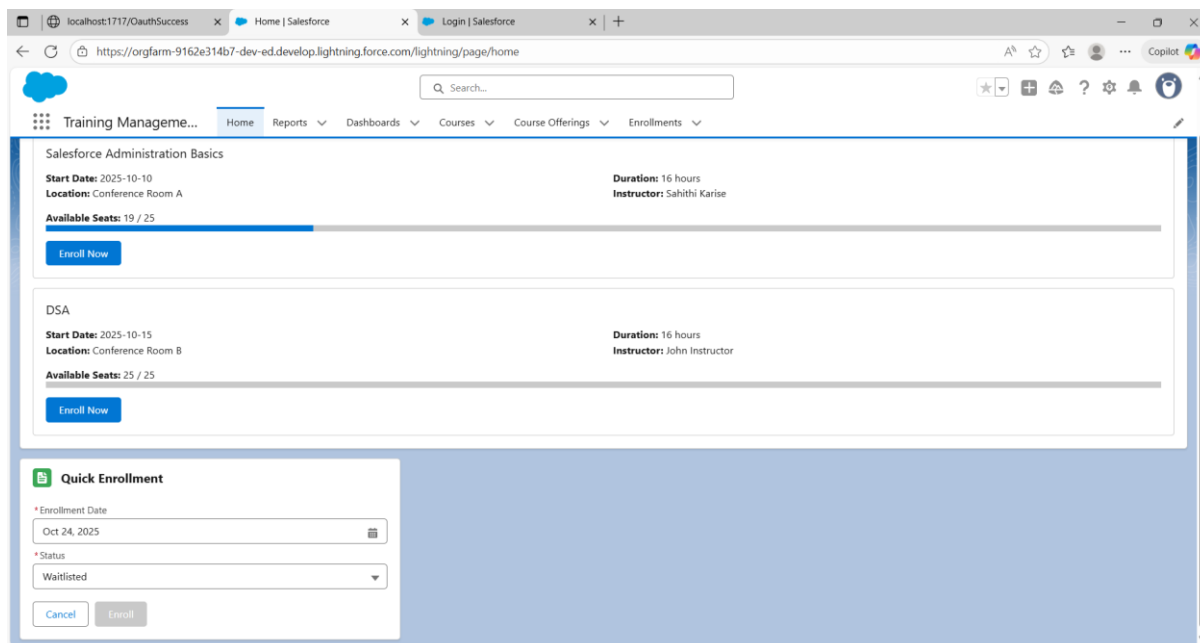 localhost:1717/OauthSuccess Home | Salesforce Login | Salesforce
https://orgfarm-9162e314b7-dev-ed.develop.lightning.force.com/lightning/page/home Copilot
Search...
Training Manageme... Home Reports Dashboards Courses Course Offerings Enrollments
Salesforce Administration Basics
Start Date: 2025-10-10 Duration: 16 hours
Location: Conference Room A Instructor: Sahithi Karise
Available Seats: 19 / 25
Enroll Now
DSA
Start Date: 2025-10-15 Duration: 16 hours
Location: Conference Room B Instructor: John Instructor
Available Seats: 25 / 25
Enroll Now
Quick Enrollment
*Enrollment Date
Oct 24, 2025
*Status
Waitlisted
Cancel Enroll